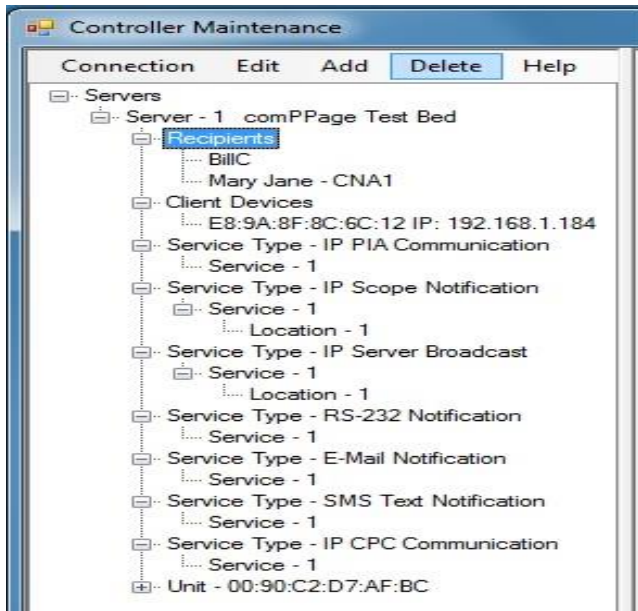 Controller Maintenance
Connection Edit Add Delete Help
Servers
Server - 1 comPPage Test Bed
Recipients
BillC
Mary Jane - CNA1
Client Devices
E8:9A:8F:8C:6C:12 IP: 192.168.1.184
Service Type - IP PIA Communication
Service - 1
Service Type - IP Scope Notification
Service - 1
Location - 1
Service Type - IP Server Broadcast
Service - 1
Location - 1
Service Type - RS-232 Notification
Service - 1
Service Type - E-Mail Notification
Service - 1
Service Type - SMS Text Notification
Service - 1
Service Type - IP CPC Communication
Service - 1
Unit - 00:90:C2:D7:AF:BC